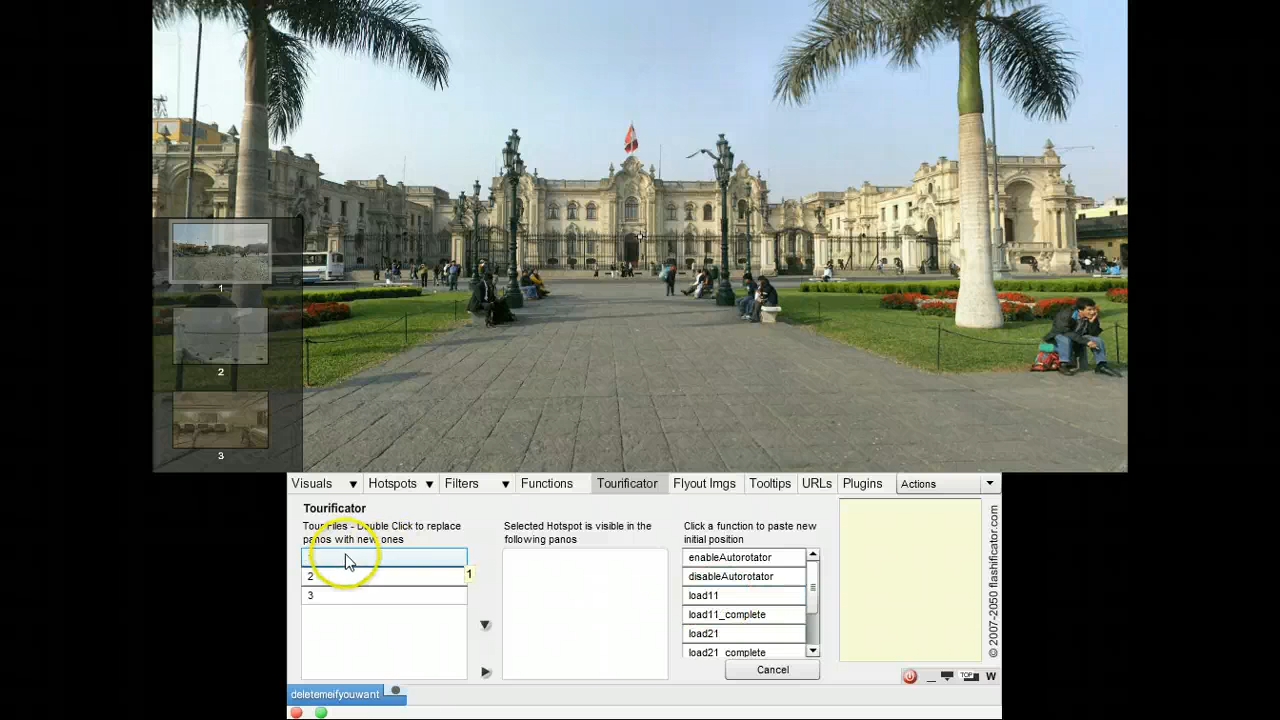 1
2
3
Visuals Hotspots Filters Functions Tourificator Flyout Imgs Tooltips URLs Plugins Actions
Tourificator
Tour Files - Double Click to replace panos with new ones
Selected Hotspot is visible in the following panos
Click a function to paste new initial position
1
2
3
enableAutorotator
disableAutorotator
load11
load11_complete
load21
load21_complete
Cancel
© 2007-2050 flashificator.com
TOP
W
deletemeifyouwant